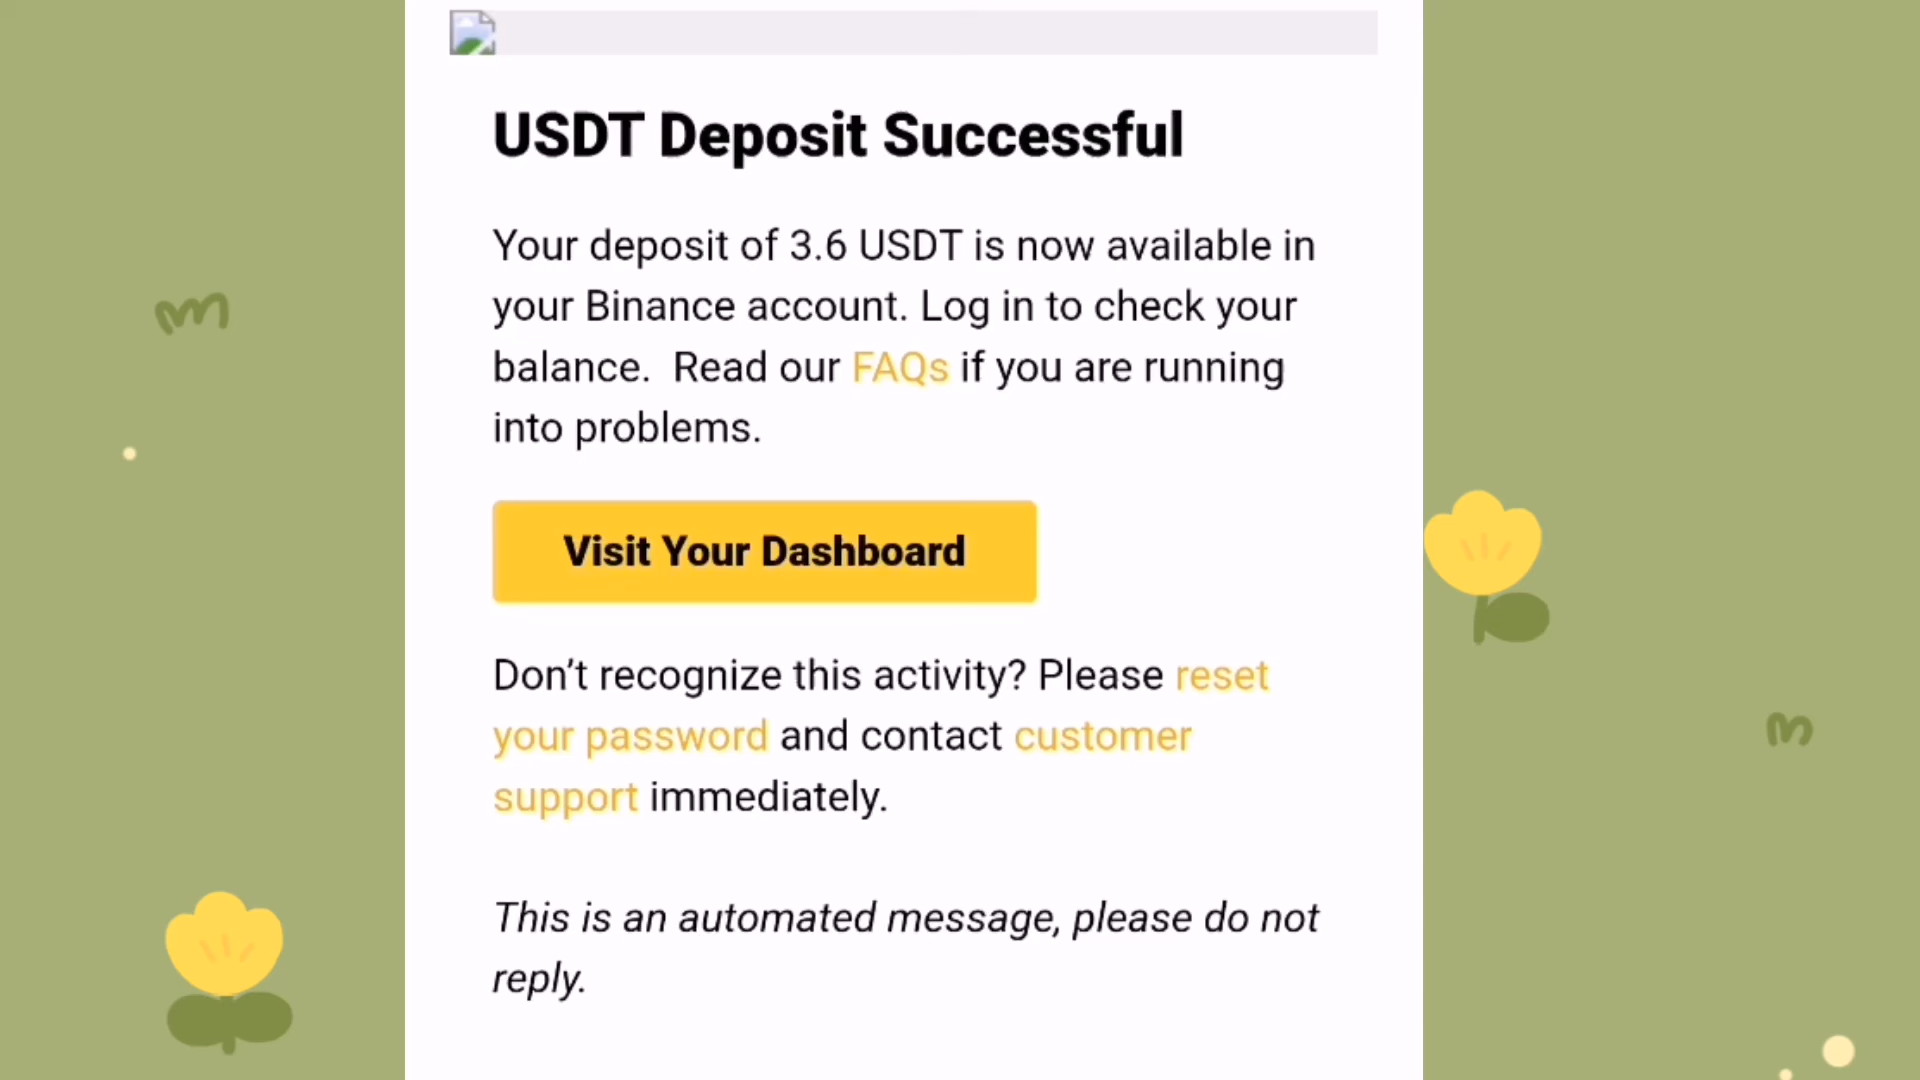 USDT Deposit Successful
Your deposit of 3.6 USDT is now available in
your Binance account. Log in to check your
balance.  Read our FAQs if you are running
into problems.
Visit Your Dashboard
Don’t recognize this activity? Please reset
your password and contact customer
support immediately.
This is an automated message, please do not
reply.